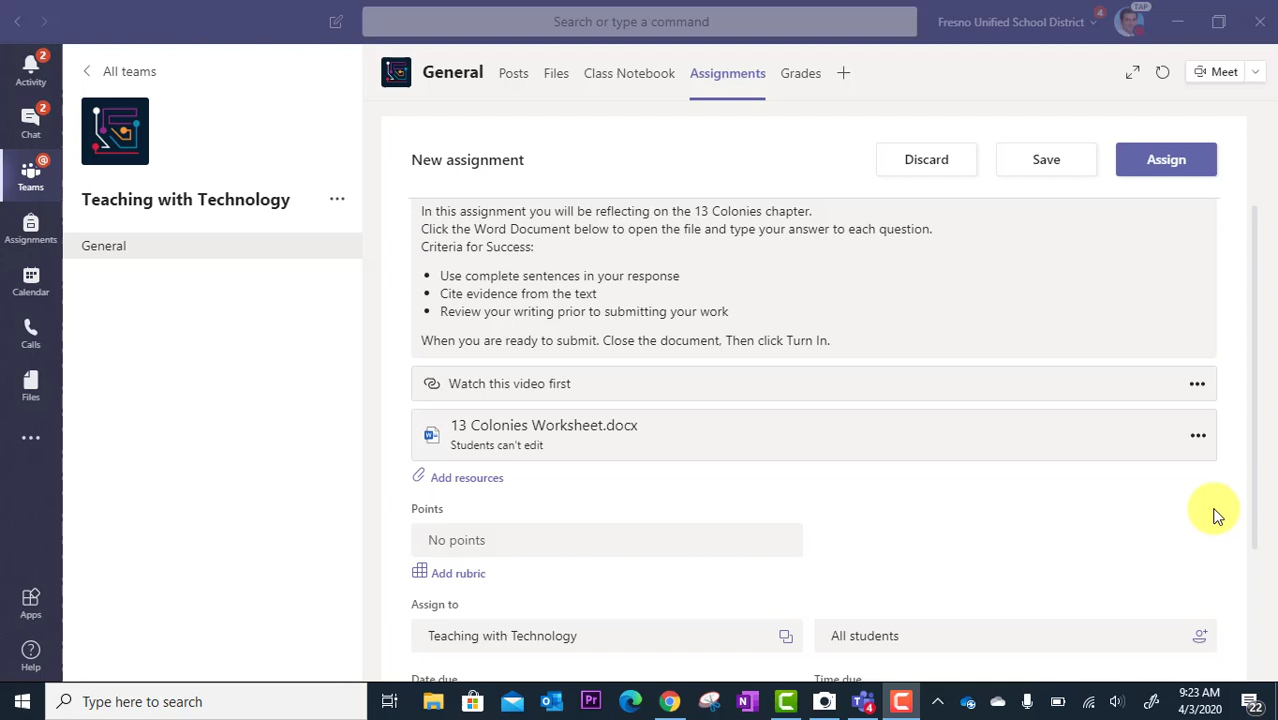 Search or type a command
Fresno Unified School District
4
TAP
2
Activity
2
Chat
@
Teams
Assignments
Calendar
Calls
Files
Apps
Help
All teams
Teaching with Technology
General
General
Posts
Files
Class Notebook
Assignments
Grades
Meet
New assignment
Discard
Save
Assign
In this assignment you will be reflecting on the 13 Colonies chapter.
Click the Word Document below to open the file and type your answer to each question.
Criteria for Success:
• Use complete sentences in your response
• Cite evidence from the text
• Review your writing prior to submitting your work
When you are ready to submit. Close the document, Then click Turn In.
Watch this video first
13 Colonies Worksheet.docx
Students can't edit
Add resources
Points
No points
Add rubric
Assign to
Teaching with Technology
All students
Date due
Time due
Type here to search
Pr
4
9:23 AM
4/3/2020
22